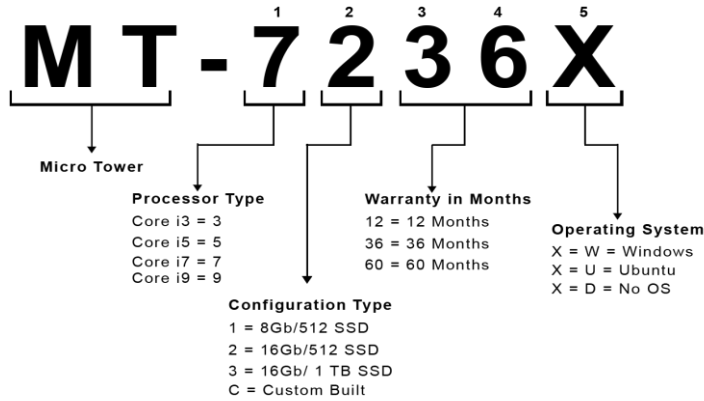 1 2 3 4 5
MT-7236X
Micro Tower
Processor Type
Core i3 = 3
Core i5 = 5
Core i7 = 7
Core i9 = 9
Configuration Type
1 = 8Gb/512 SSD
2 = 16Gb/512 SSD
3 = 16Gb/ 1 TB SSD
C = Custom Built
Warranty in Months
12 = 12 Months
36 = 36 Months
60 = 60 Months
Operating System
X = W = Windows
X = U = Ubuntu
X = D = No OS